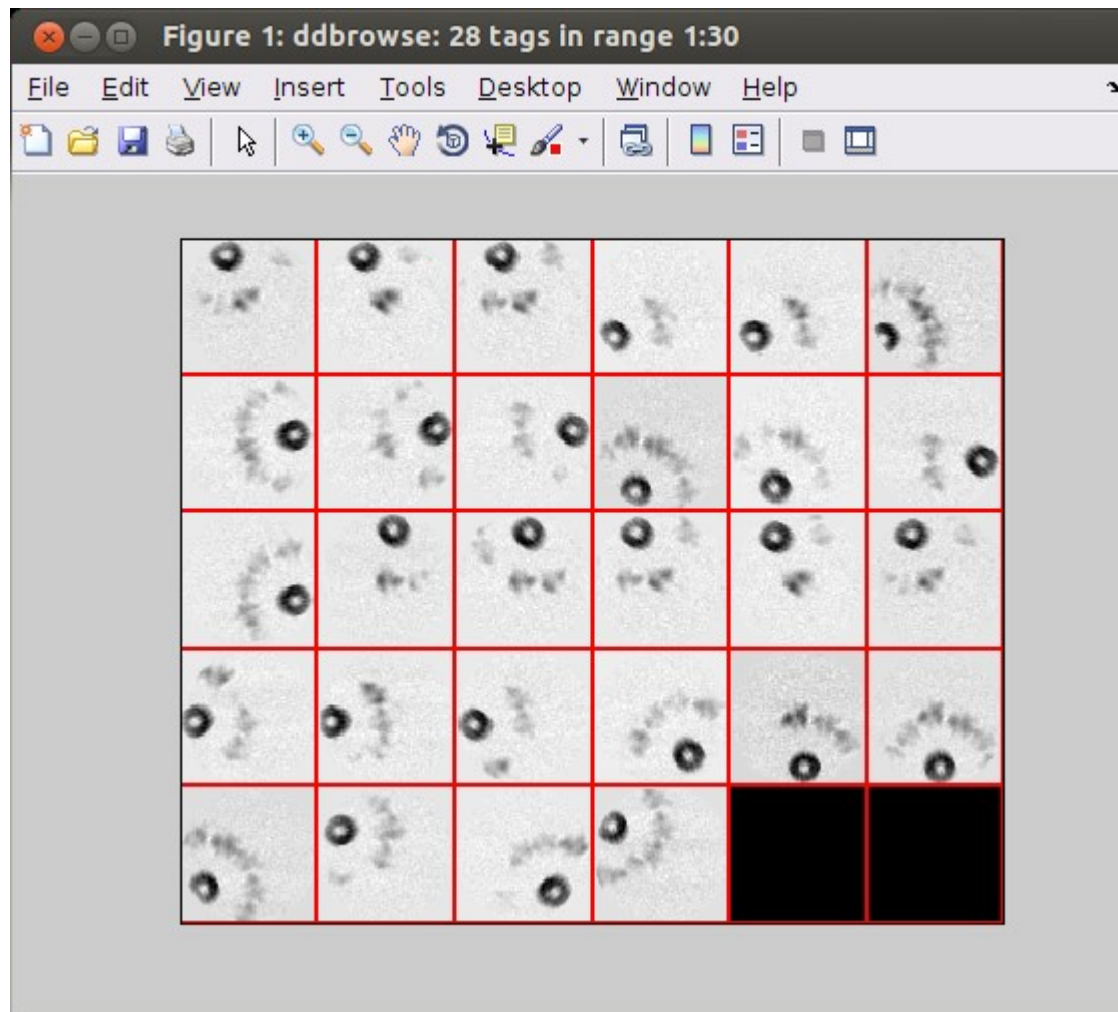 Figure 1: ddbrowse: 28 tags in range 1:30
File Edit View Insert Tools Desktop Window Help